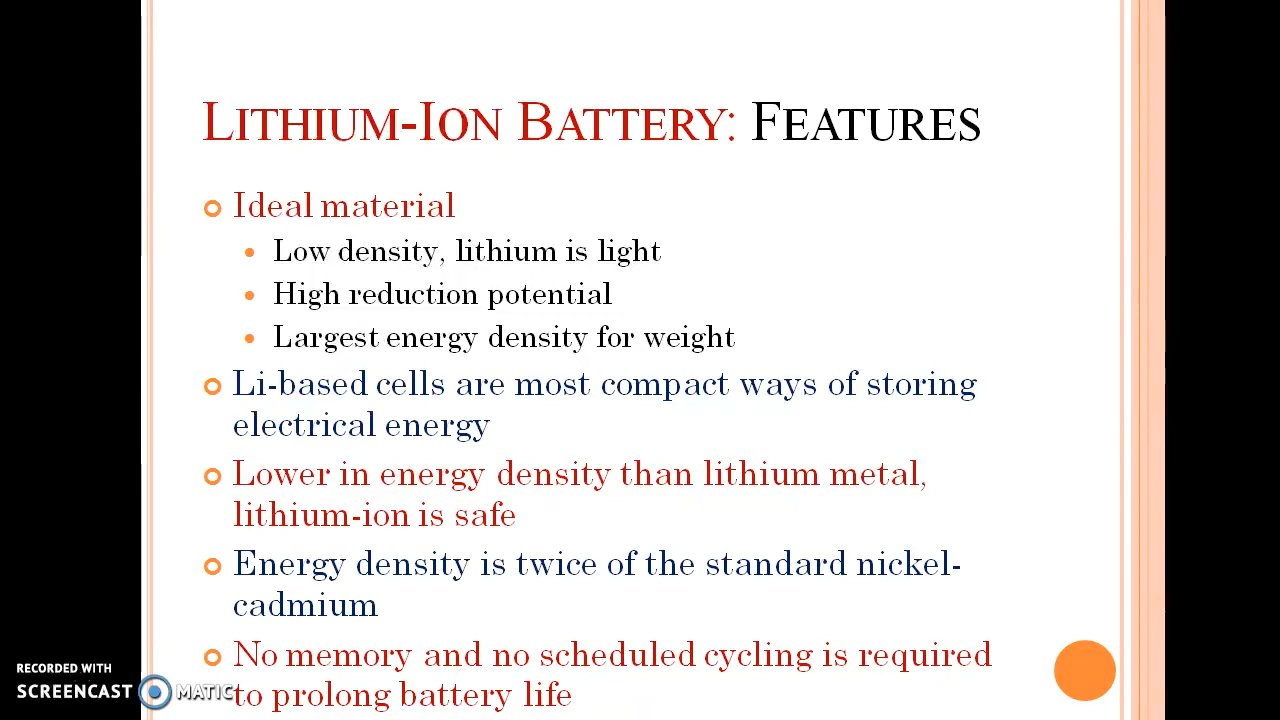 LITHIUM-ION BATTERY: FEATURES
Ideal material
Low density, lithium is light
High reduction potential
Largest energy density for weight
Li-based cells are most compact ways of storing
electrical energy
Lower in energy density than lithium metal,
lithium-ion is safe
Energy density is twice of the standard nickel-
cadmium
No memory and no scheduled cycling is required
to prolong battery life
RECORDED WITH
SCREENCAST MATIC